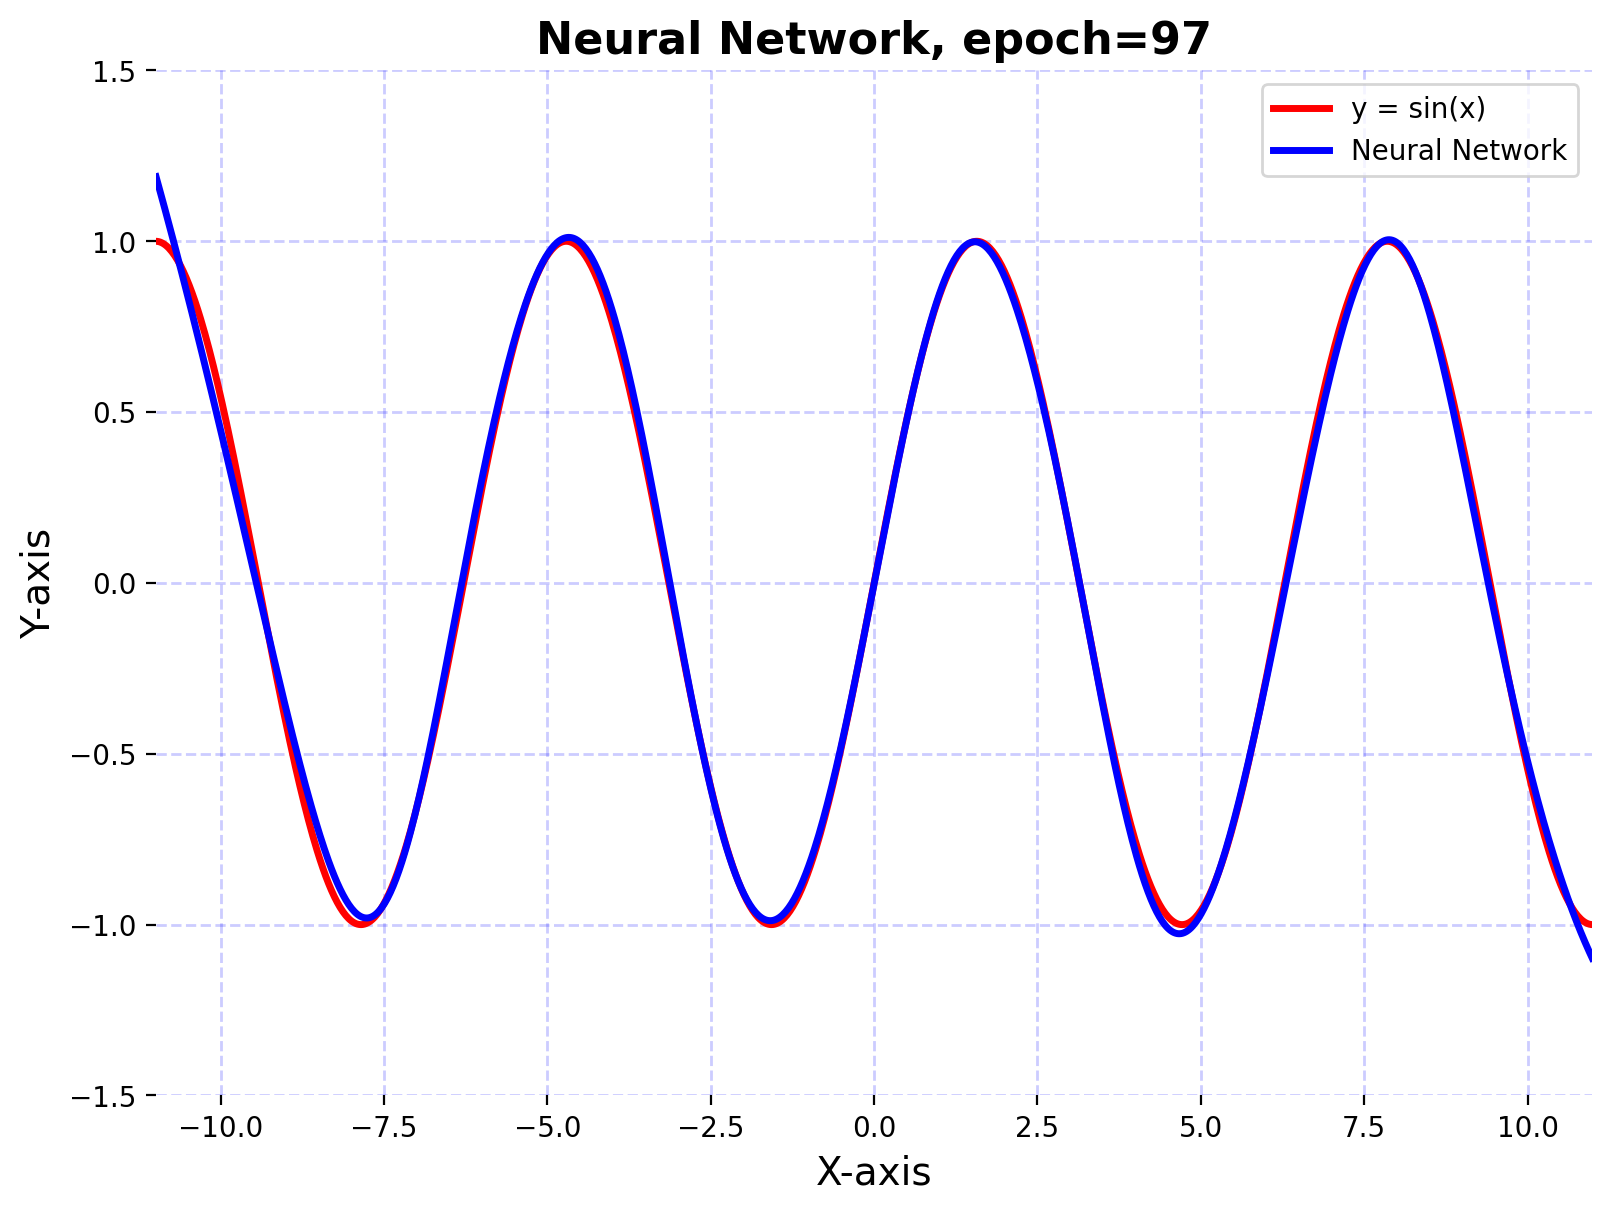 Neural Network, epoch=97
1.5
y = sin(x)
Neural Network
1.0
0.5
0.0
−0.5
−1.0
−1.5
Y-axis
−10.0 −7.5 −5.0 −2.5 0.0 2.5 5.0 7.5 10.0
X-axis